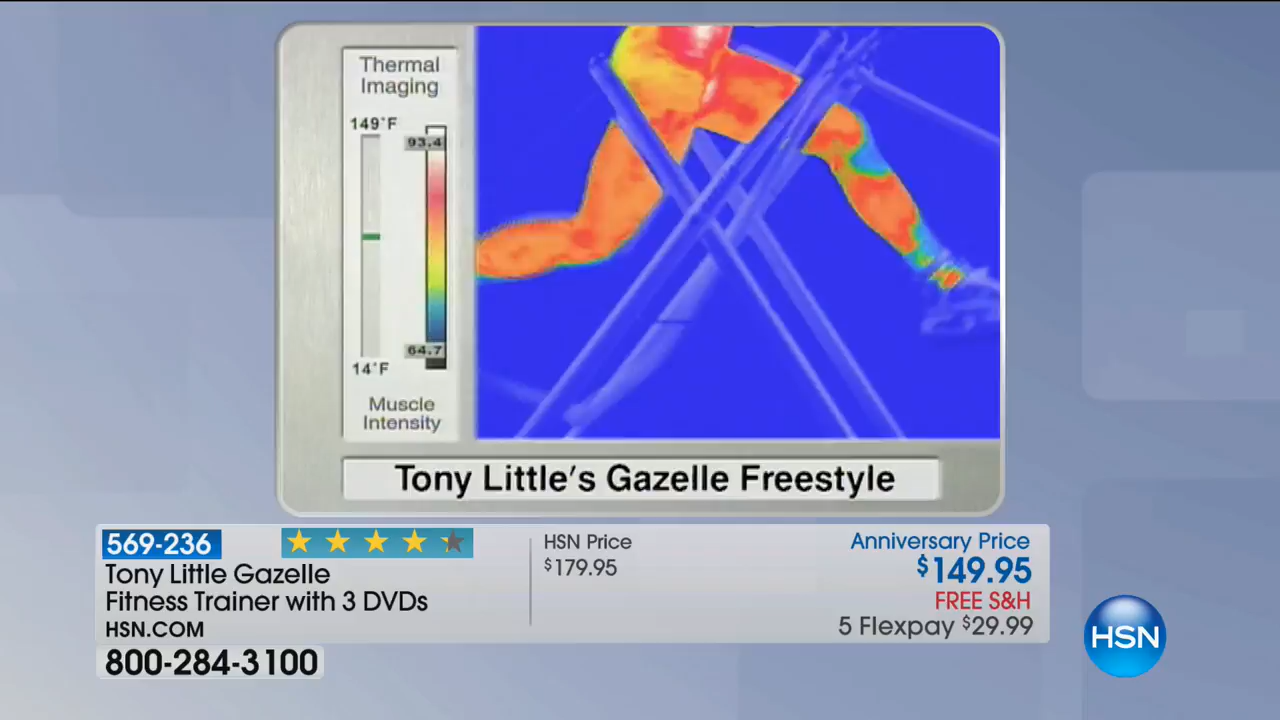 Thermal
Imaging
149°F
93.4
64.7
14°F
Muscle
Intensity
Tony Little's Gazelle Freestyle
569-236
Tony Little Gazelle
Fitness Trainer with 3 DVDs
HSN.COM
800-284-3100
HSN Price
$179.95
Anniversary Price
$149.95
FREE S&H
5 Flexpay $29.99
HSN